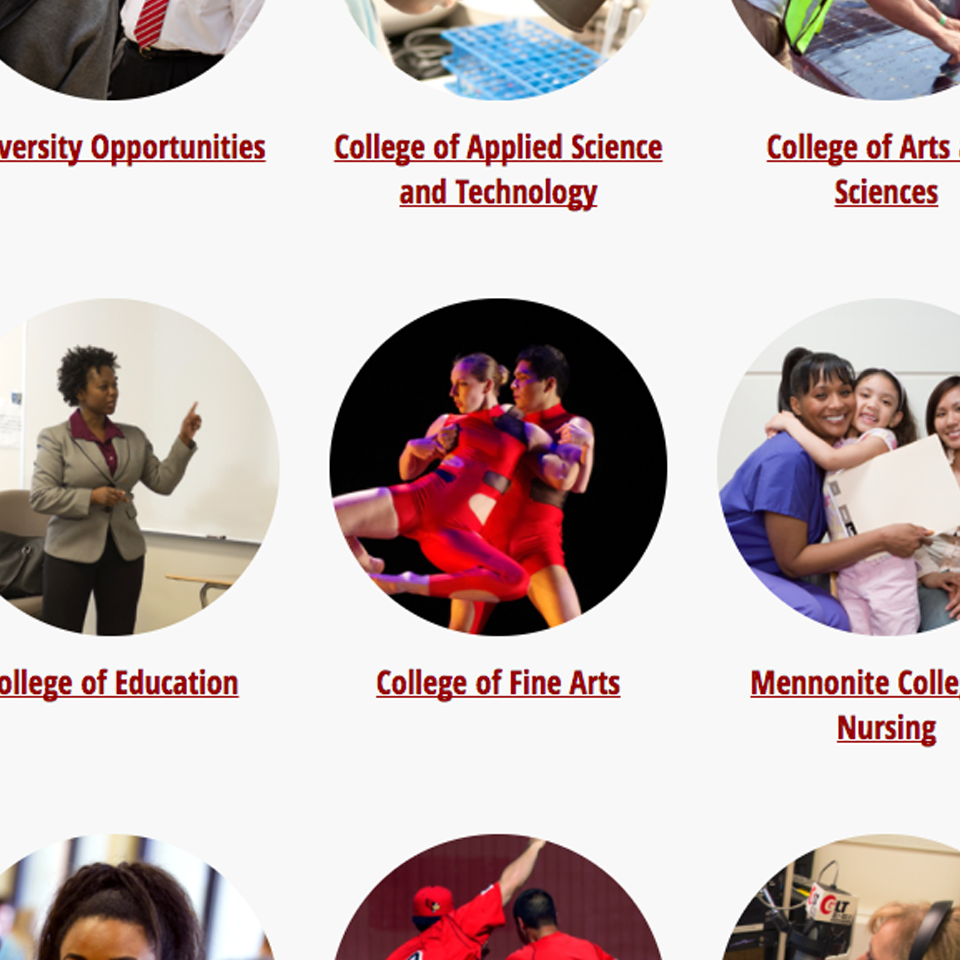 versity Opportunities
College of Applied Science
and Technology
College of Arts
Sciences
ollege of Education
College of Fine Arts
Mennonite Colle
Nursing